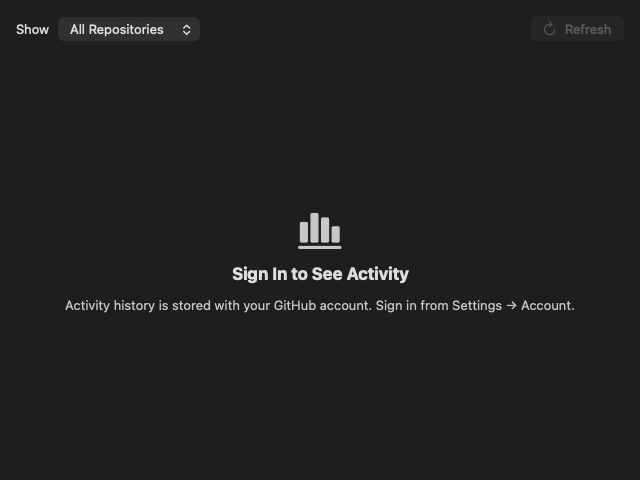 Show All Repositories Refresh
Sign In to See Activity
Activity history is stored with your GitHub account. Sign in from Settings → Account.